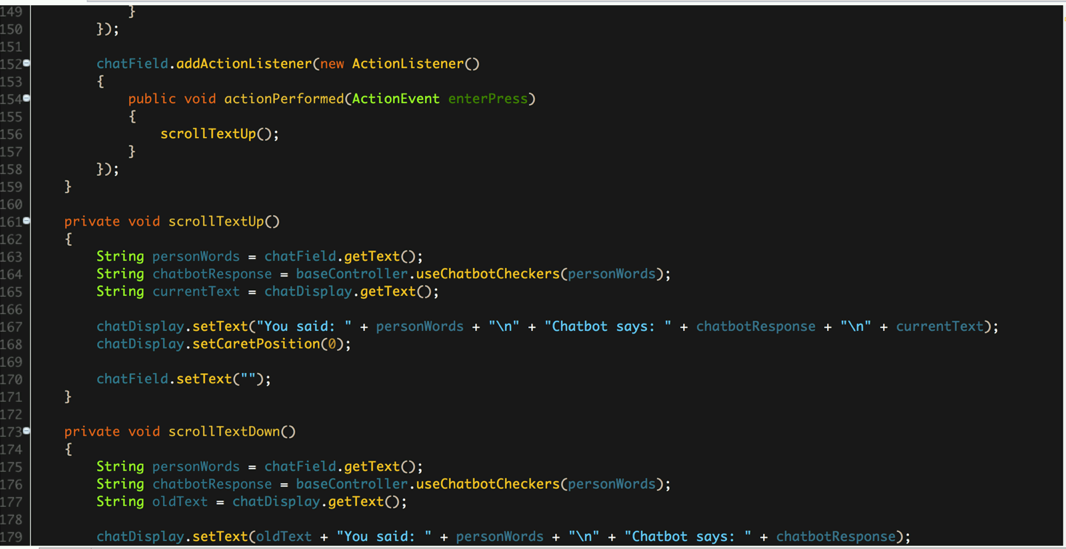 149            }
150        });
151
152        chatField.addActionListener(new ActionListener()
153        {
154            public void actionPerformed(ActionEvent enterPress)
155            {
156                scrollTextUp();
157            }
158        });
159    }
160
161    private void scrollTextUp()
162    {
163        String personWords = chatField.getText();
164        String chatbotResponse = baseController.useChatbotCheckers(personWords);
165        String currentText = chatDisplay.getText();
166
167        chatDisplay.setText("You said: " + personWords + "\n" + "Chatbot says: " + chatbotResponse + "\n" + currentText);
168        chatDisplay.setCaretPosition(0);
169
170        chatField.setText("");
171    }
172
173    private void scrollTextDown()
174    {
175        String personWords = chatField.getText();
176        String chatbotResponse = baseController.useChatbotCheckers(personWords);
177        String oldText = chatDisplay.getText();
178
179        chatDisplay.setText(oldText + "You said: " + personWords + "\n" + "Chatbot says: " + chatbotResponse);